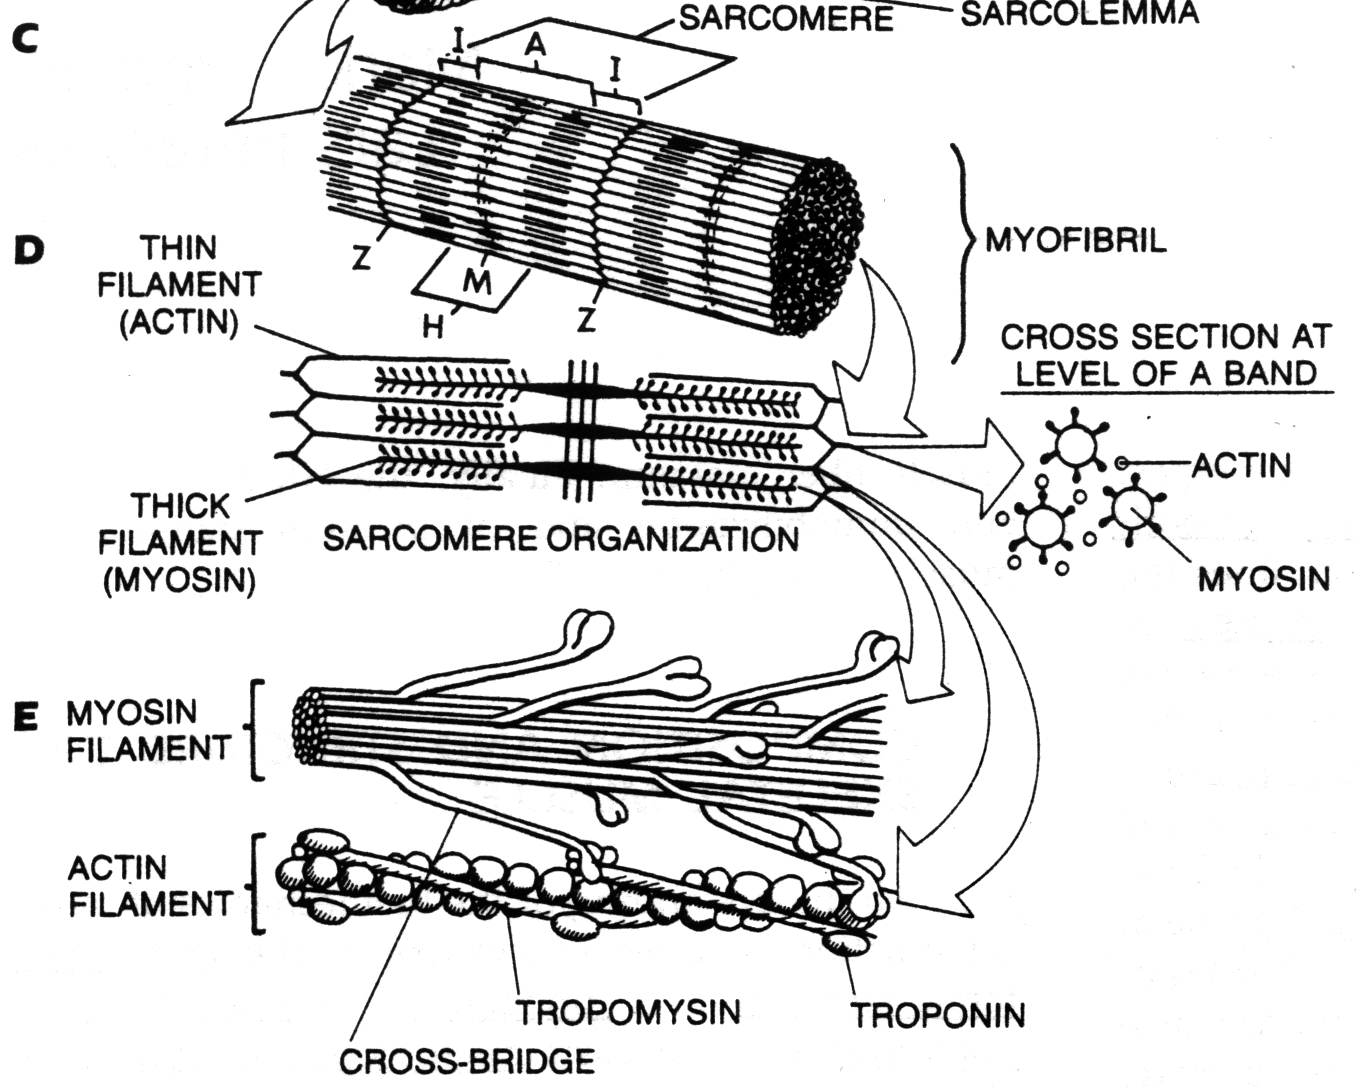 C
SARCOMERE
SARCOLEMMA
I
A
I
Z
M
H
Z
MYOFIBRIL
D
THIN
FILAMENT
(ACTIN)
CROSS SECTION AT
LEVEL OF A BAND
ACTIN
MYOSIN
THICK
FILAMENT
(MYOSIN)
SARCOMERE ORGANIZATION
E
MYOSIN
FILAMENT
ACTIN
FILAMENT
TROPOMYSIN
TROPONIN
CROSS-BRIDGE